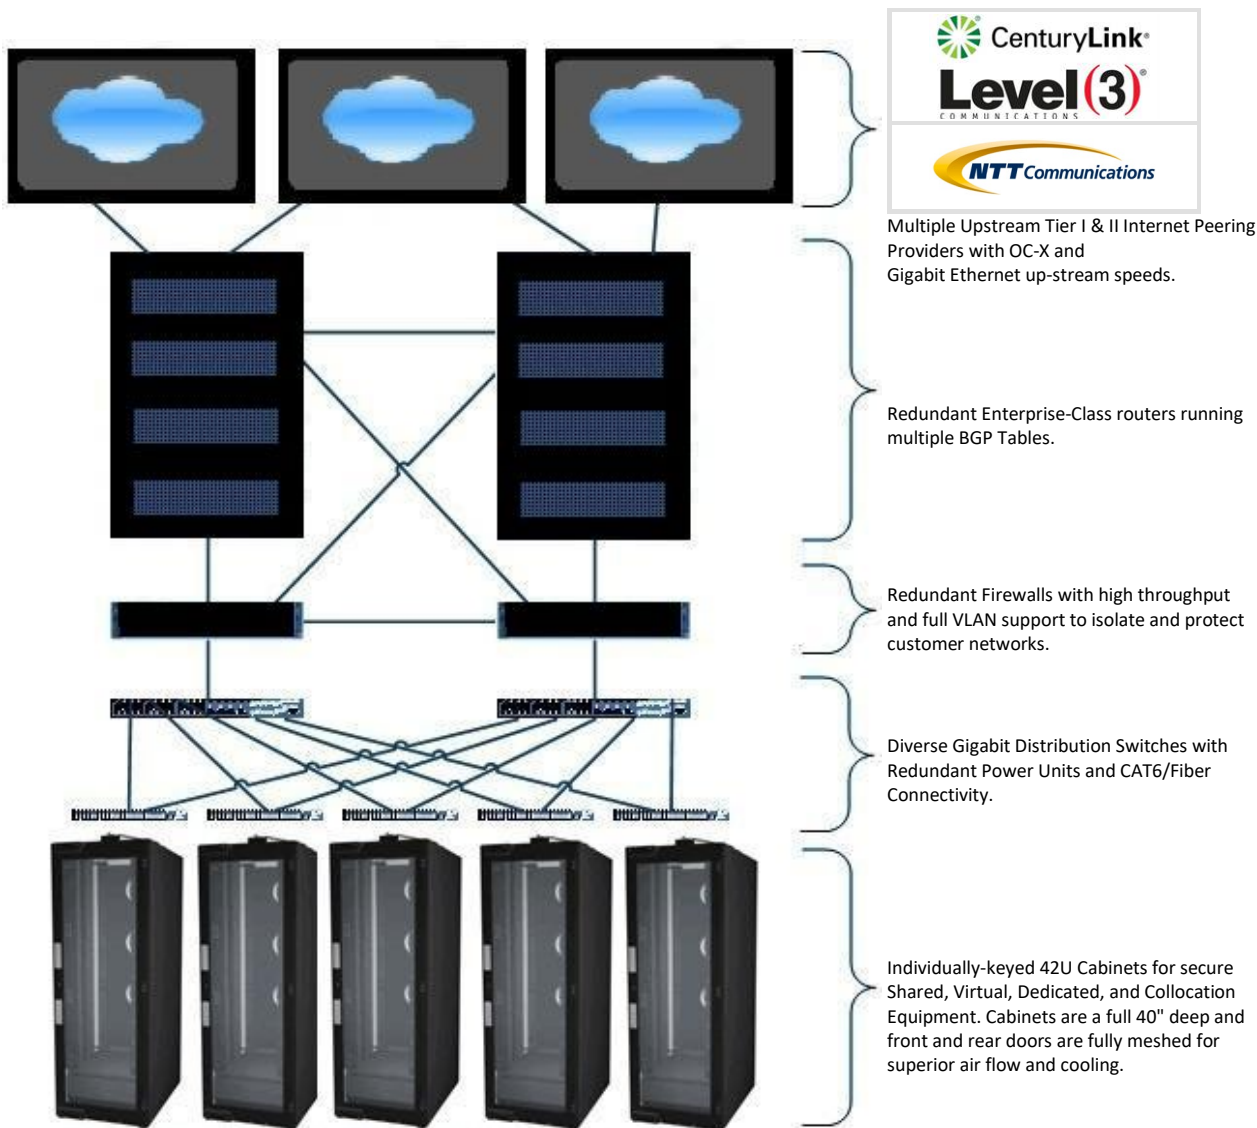 CenturyLink®
Level(3)®
COMMUNICATIONS
NTT Communications
Multiple Upstream Tier I & II Internet Peering
Providers with OC-X and
Gigabit Ethernet up-stream speeds.
Redundant Enterprise-Class routers running
multiple BGP Tables.
Redundant Firewalls with high throughput
and full VLAN support to isolate and protect
customer networks.
Diverse Gigabit Distribution Switches with
Redundant Power Units and CAT6/Fiber
Connectivity.
Individually-keyed 42U Cabinets for secure
Shared, Virtual, Dedicated, and Collocation
Equipment. Cabinets are a full 40" deep and
front and rear doors are fully meshed for
superior air flow and cooling.